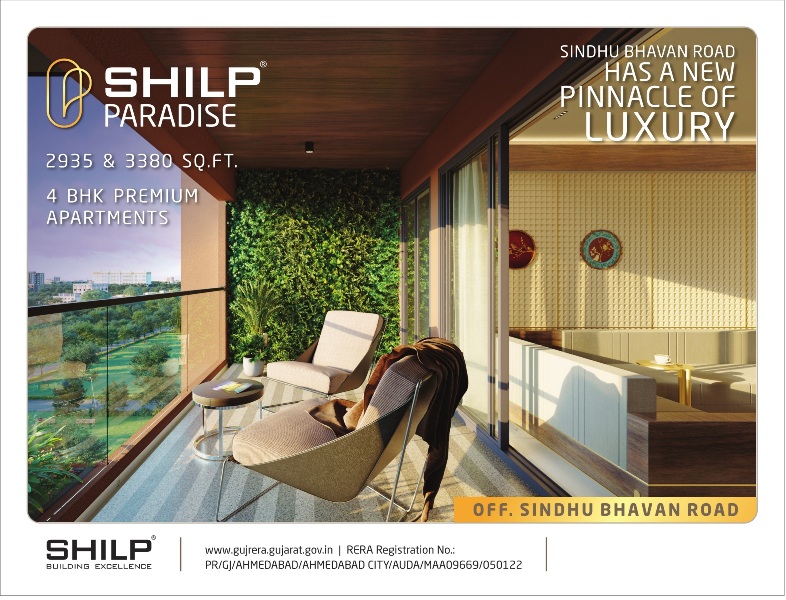 SHILP®
PARADISE
2935 & 3380 SQ.FT.
4 BHK PREMIUM
APARTMENTS
SINDHU BHAVAN ROAD
HAS A NEW
PINNACLE OF
LUXURY
OFF. SINDHU BHAVAN ROAD
SHILP®
BUILDING EXCELLENCE
www.gujrera.gujarat.gov.in | RERA Registration No.:
PR/GJ/AHMEDABAD/AHMEDABAD CITY/AUDA/MAA09669/050122